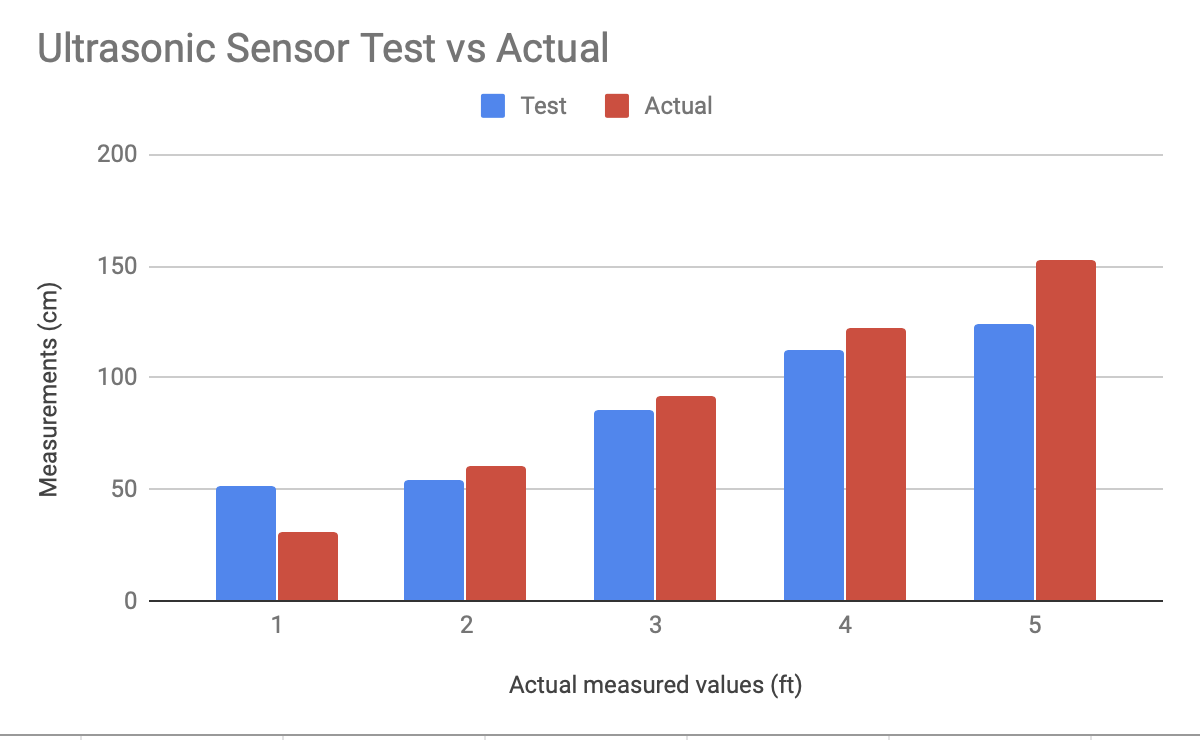 Ultrasonic Sensor Test vs Actual
Test Actual
200
150
100
50
0
Measurements (cm)
1 2 3 4 5
Actual measured values (ft)